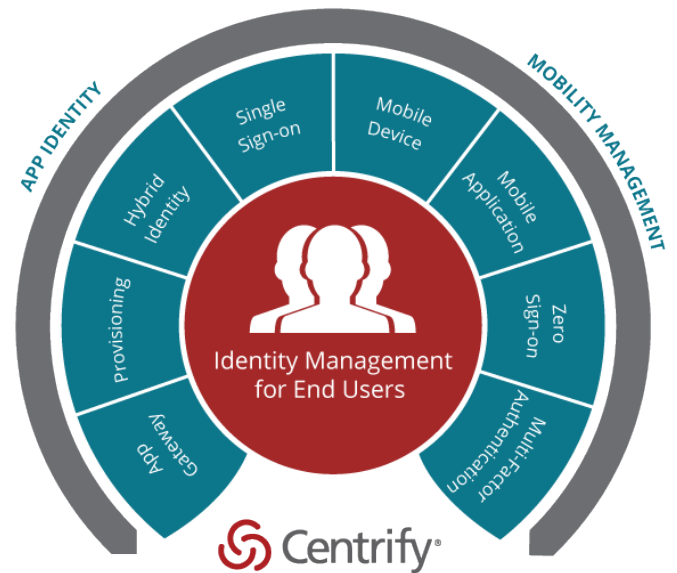 APP IDENTITY
MOBILITY MANAGEMENT
Single
Sign-on
Mobile
Device
Hybrid
Identity
Mobile
Application
Provisioning
Zero
Sign-on
App
Gateway
Multi-Factor
Authentication
Identity Management
for End Users
Centrify®